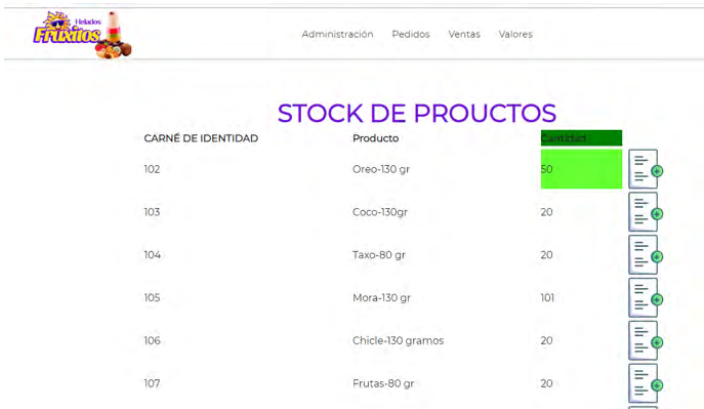 Helados
Fruxitos
Administración Pedidos Ventas Valores
STOCK DE PROUCTOS
CARNÉ DE IDENTIDAD Producto Cantidad
102 Oreo-130 gr 50
103 Coco-130gr 20
104 Taxo-80 gr 20
105 Mora-130 gr 101
106 Chicle-130 gramos 20
107 Frutas-80 gr 20